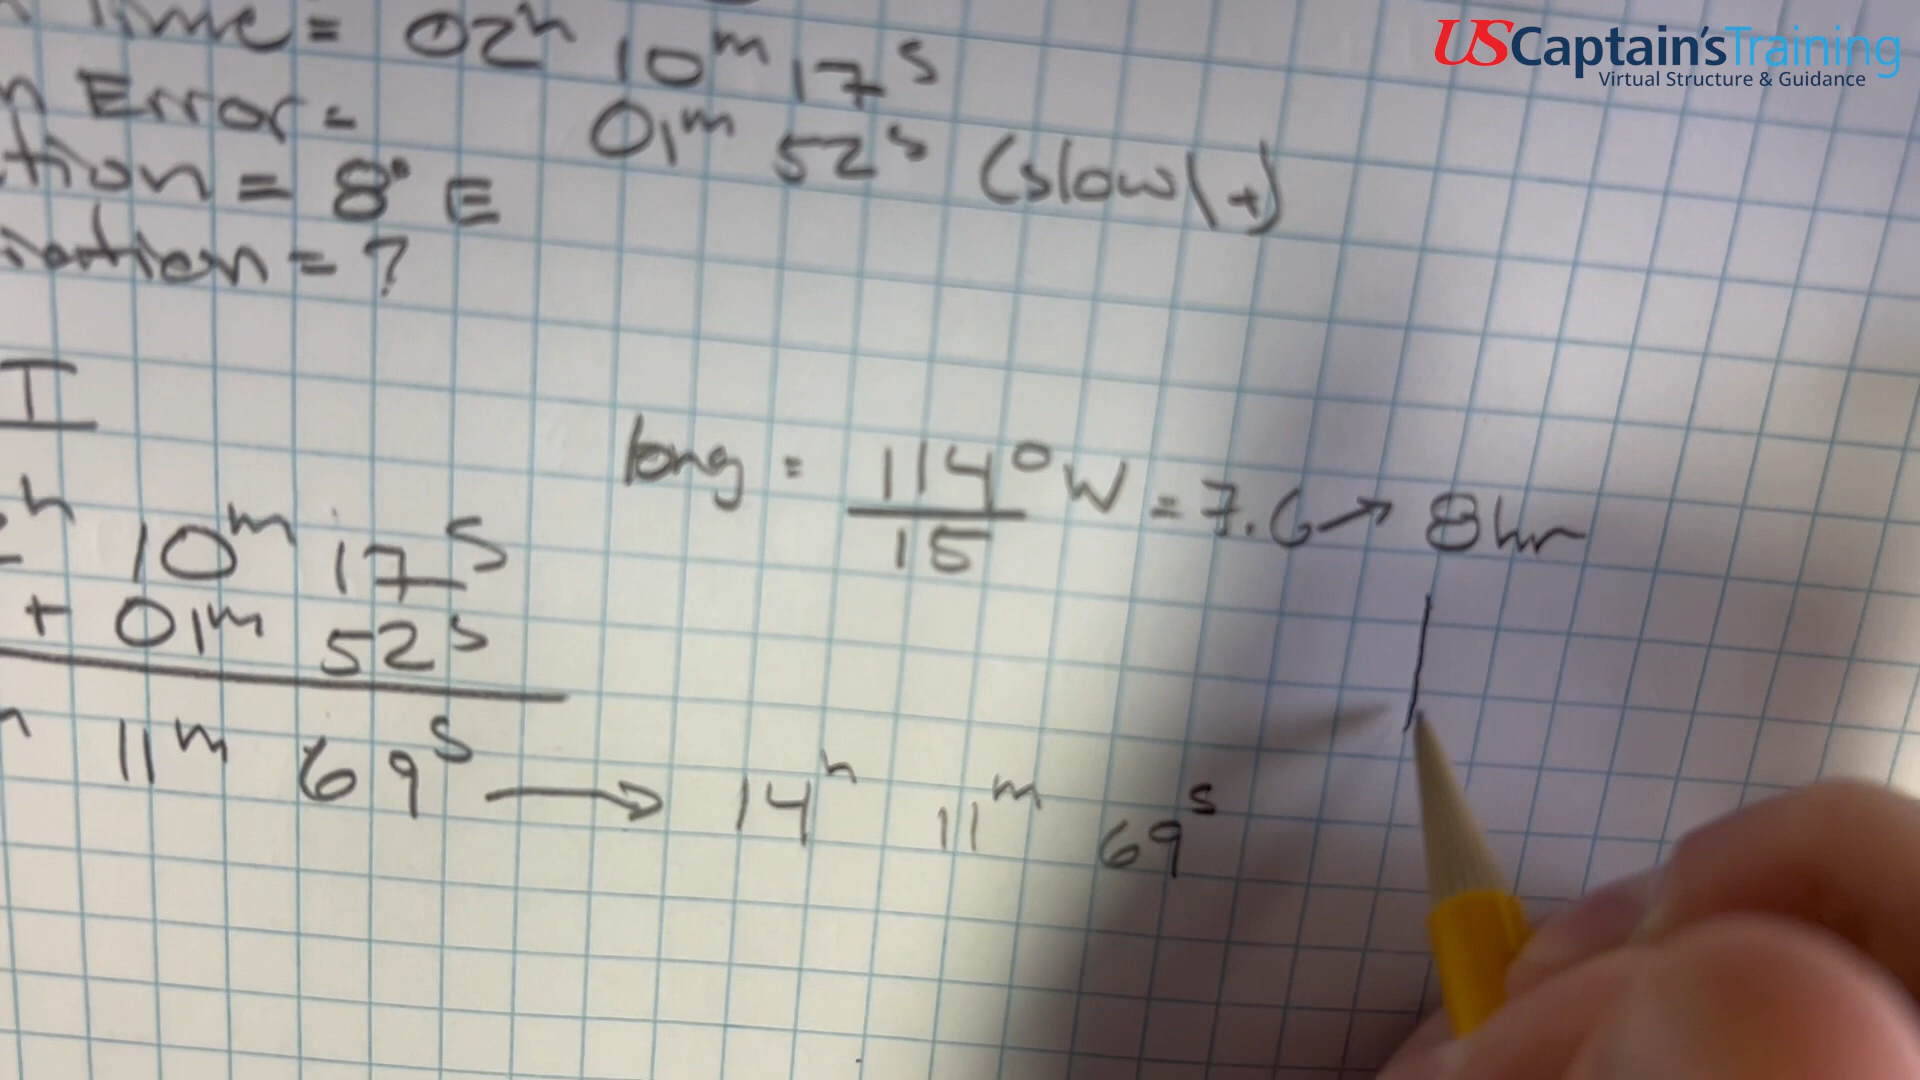 USCaptain'sTraining
Virtual Structure & Guidance
Time = 02h 10m 17s
n Error = 01m 52s (slow)(+)
tion = 8° E
iation = ?
I
long = 114° W = 7.6 → 8hr
15
h 10m 17s
+ 01m 52s
11m 69s → 14h 11m 69s